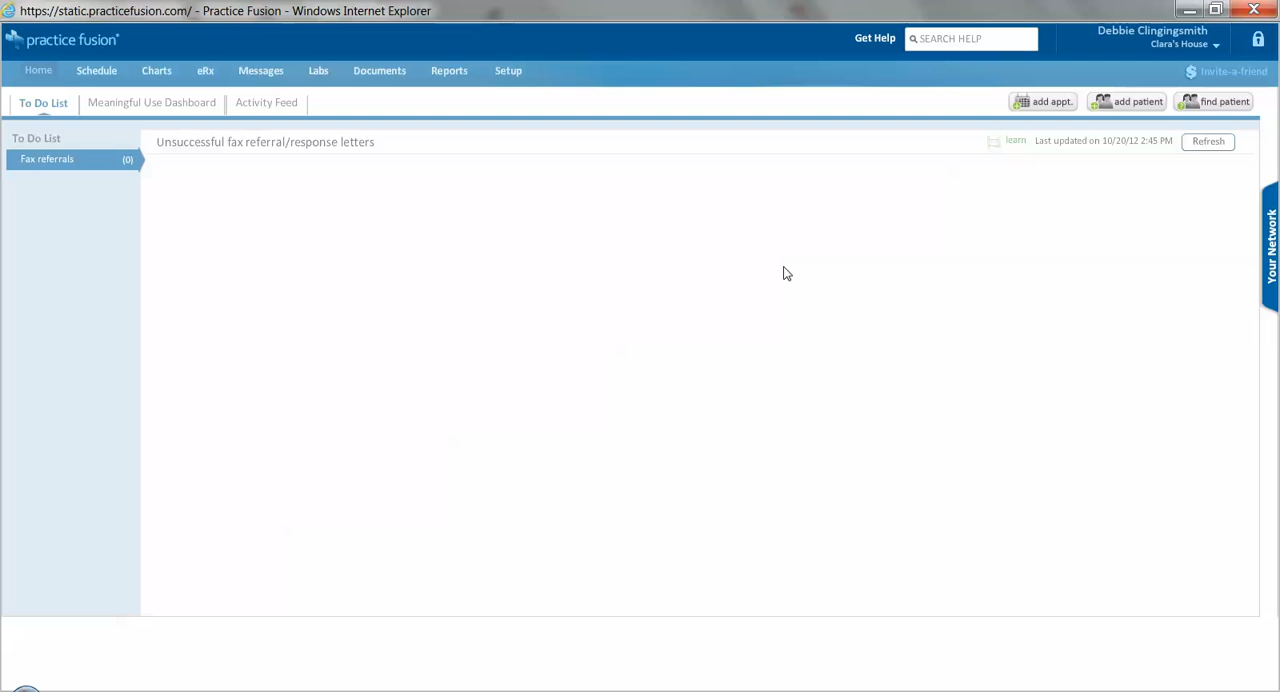 https://static.practicefusion.com/ - Practice Fusion - Windows Internet Explorer
practice fusion
Get Help
SEARCH HELP
Debbie Clingingsmith
Clara's House
Home Schedule Charts eRx Messages Labs Documents Reports Setup
Invite-a-friend
To Do List Meaningful Use Dashboard Activity Feed
add appt. add patient find patient
To Do List
Fax referrals (0)
Unsuccessful fax referral/response letters
learn Last updated on 10/20/12 2:45 PM Refresh
Your Network